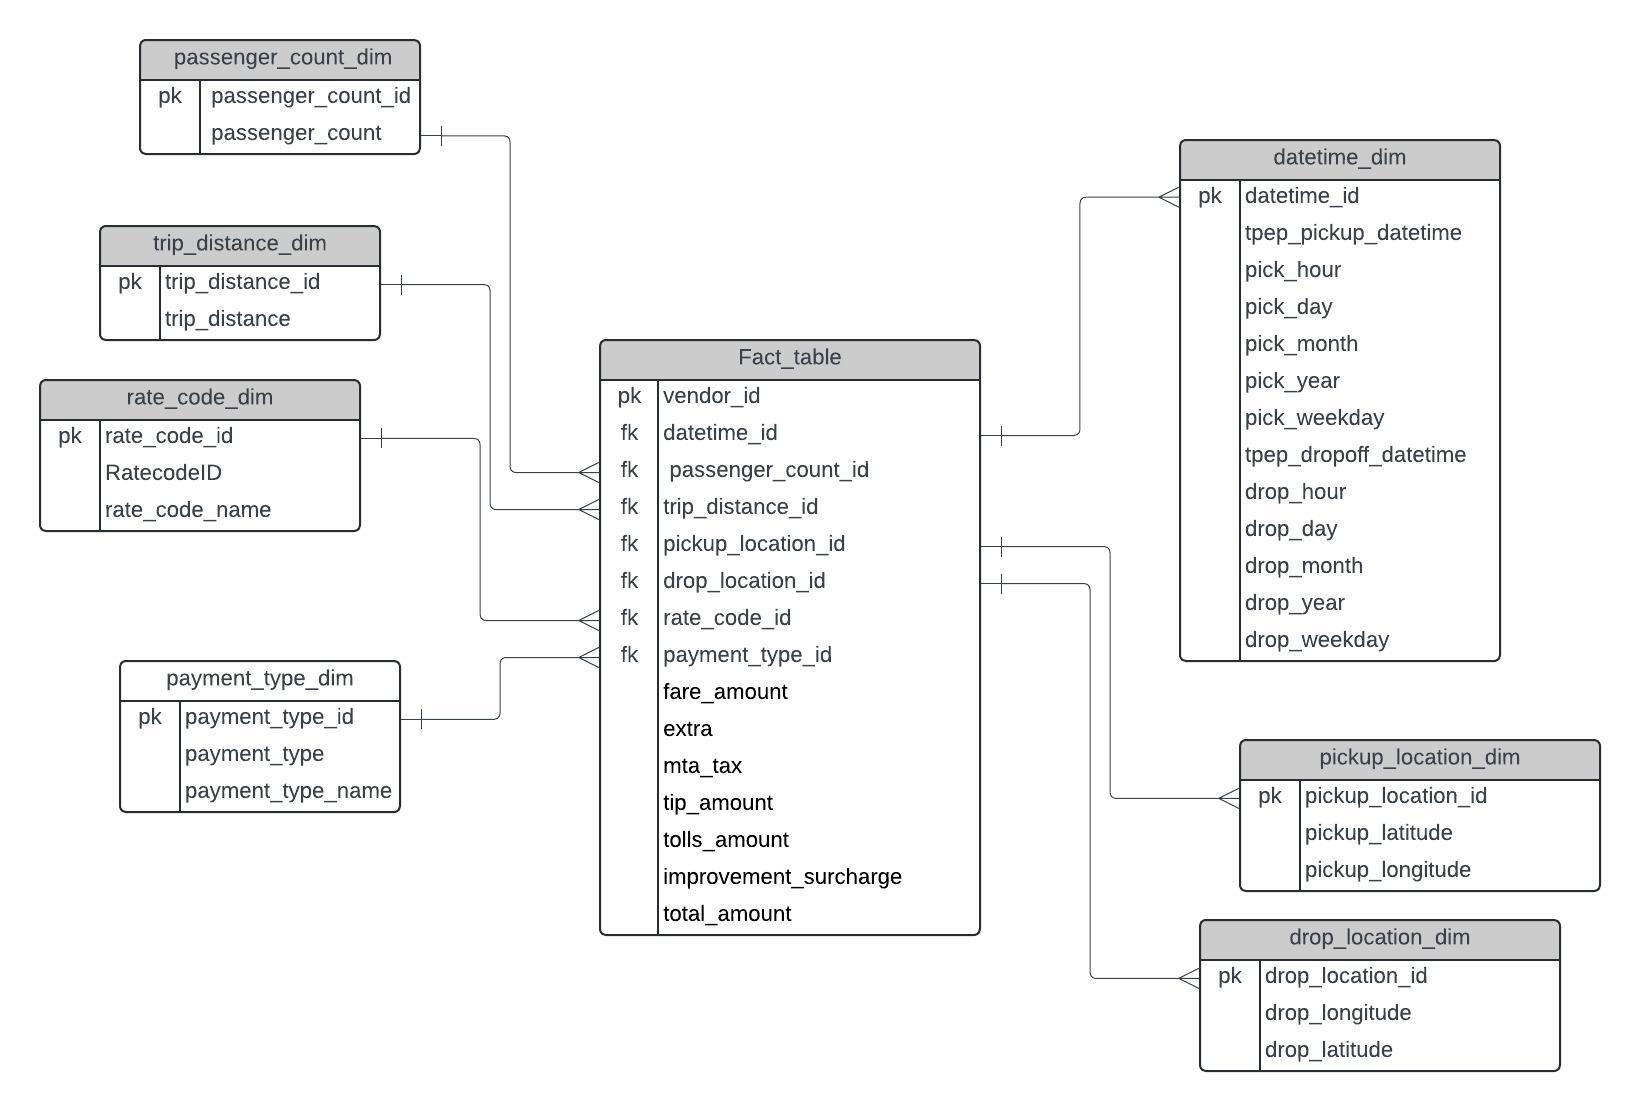 passenger_count_dim
pk passenger_count_id
passenger_count
trip_distance_dim
pk trip_distance_id
trip_distance
rate_code_dim
pk rate_code_id
RatecodeID
rate_code_name
payment_type_dim
pk payment_type_id
payment_type
payment_type_name
Fact_table
pk vendor_id
fk datetime_id
fk passenger_count_id
fk trip_distance_id
fk pickup_location_id
fk drop_location_id
fk rate_code_id
fk payment_type_id
fare_amount
extra
mta_tax
tip_amount
tolls_amount
improvement_surcharge
total_amount
datetime_dim
pk datetime_id
tpep_pickup_datetime
pick_hour
pick_day
pick_month
pick_year
pick_weekday
tpep_dropoff_datetime
drop_hour
drop_day
drop_month
drop_year
drop_weekday
pickup_location_dim
pk pickup_location_id
pickup_latitude
pickup_longitude
drop_location_dim
pk drop_location_id
drop_longitude
drop_latitude